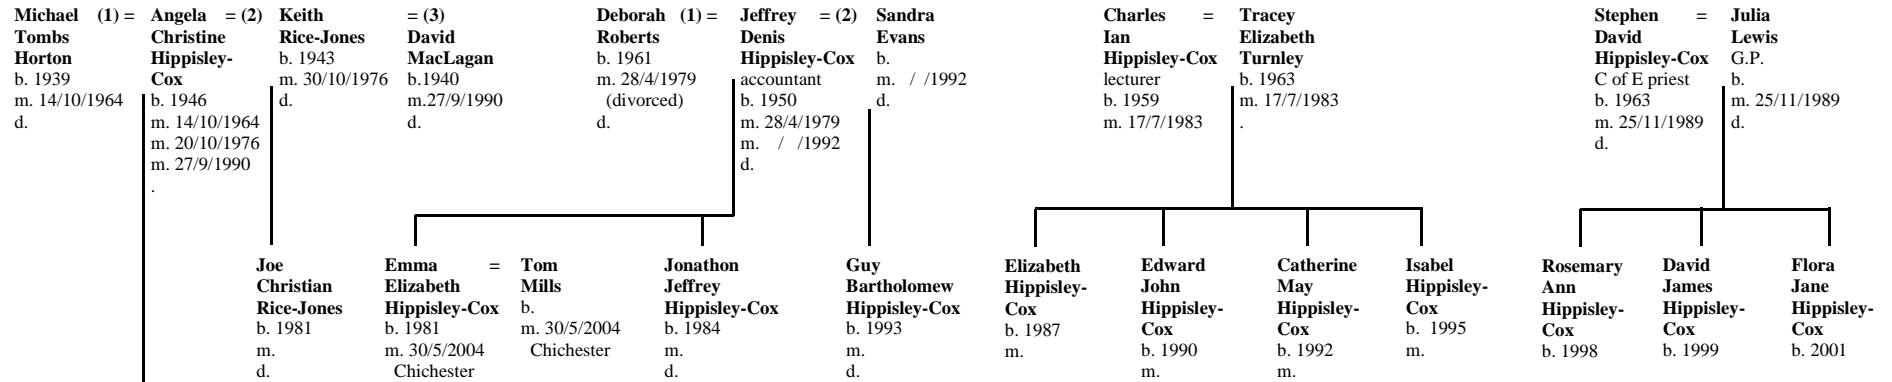 Michael (1) =
Tombs
Horton
b. 1939
m. 14/10/1964
d.
Angela = (2)
Christine
Hippisley-
Cox
b. 1946
m. 14/10/1964
m. 20/10/1976
m. 27/9/1990
.
Keith
Rice-Jones
b. 1943
m. 30/10/1976
d.
= (3)
David
MacLagan
b.1940
m.27/9/1990
d.
Deborah (1) =
Roberts
b. 1961
m. 28/4/1979
(divorced)
d.
Jeffrey = (2)
Denis
Hippisley-Cox
accountant
b. 1950
m. 28/4/1979
m. / /1992
d.
Sandra
Evans
b.
m. / /1992
d.
Charles =
Ian
Hippisley-Cox
lecturer
b. 1959
m. 17/7/1983
Tracey
Elizabeth
Turnley
b. 1963
m. 17/7/1983
.
Stephen =
David
Hippisley-Cox
C of E priest
b. 1963
m. 25/11/1989
d.
Julia
Lewis
G.P.
b.
m. 25/11/1989
d.
Joe
Christian
Rice-Jones
b. 1981
m.
d.
Emma =
Elizabeth
Hippisley-Cox
b. 1981
m. 30/5/2004
Chichester
Tom
Mills
b.
m. 30/5/2004
Chichester
Jonathon
Jeffrey
Hippisley-Cox
b. 1984
m.
d.
Guy
Bartholomew
Hippisley-Cox
b. 1993
m.
d.
Elizabeth
Hippisley-
Cox
b. 1987
m.
Edward
John
Hippisley-
Cox
b. 1990
m.
Catherine
May
Hippisley-
Cox
b. 1992
m.
Isabel
Hippisley-
Cox
b. 1995
m.
Rosemary
Ann
Hippisley-
Cox
b. 1998
David
James
Hippisley-
Cox
b. 1999
Flora
Jane
Hippisley-
Cox
b. 2001